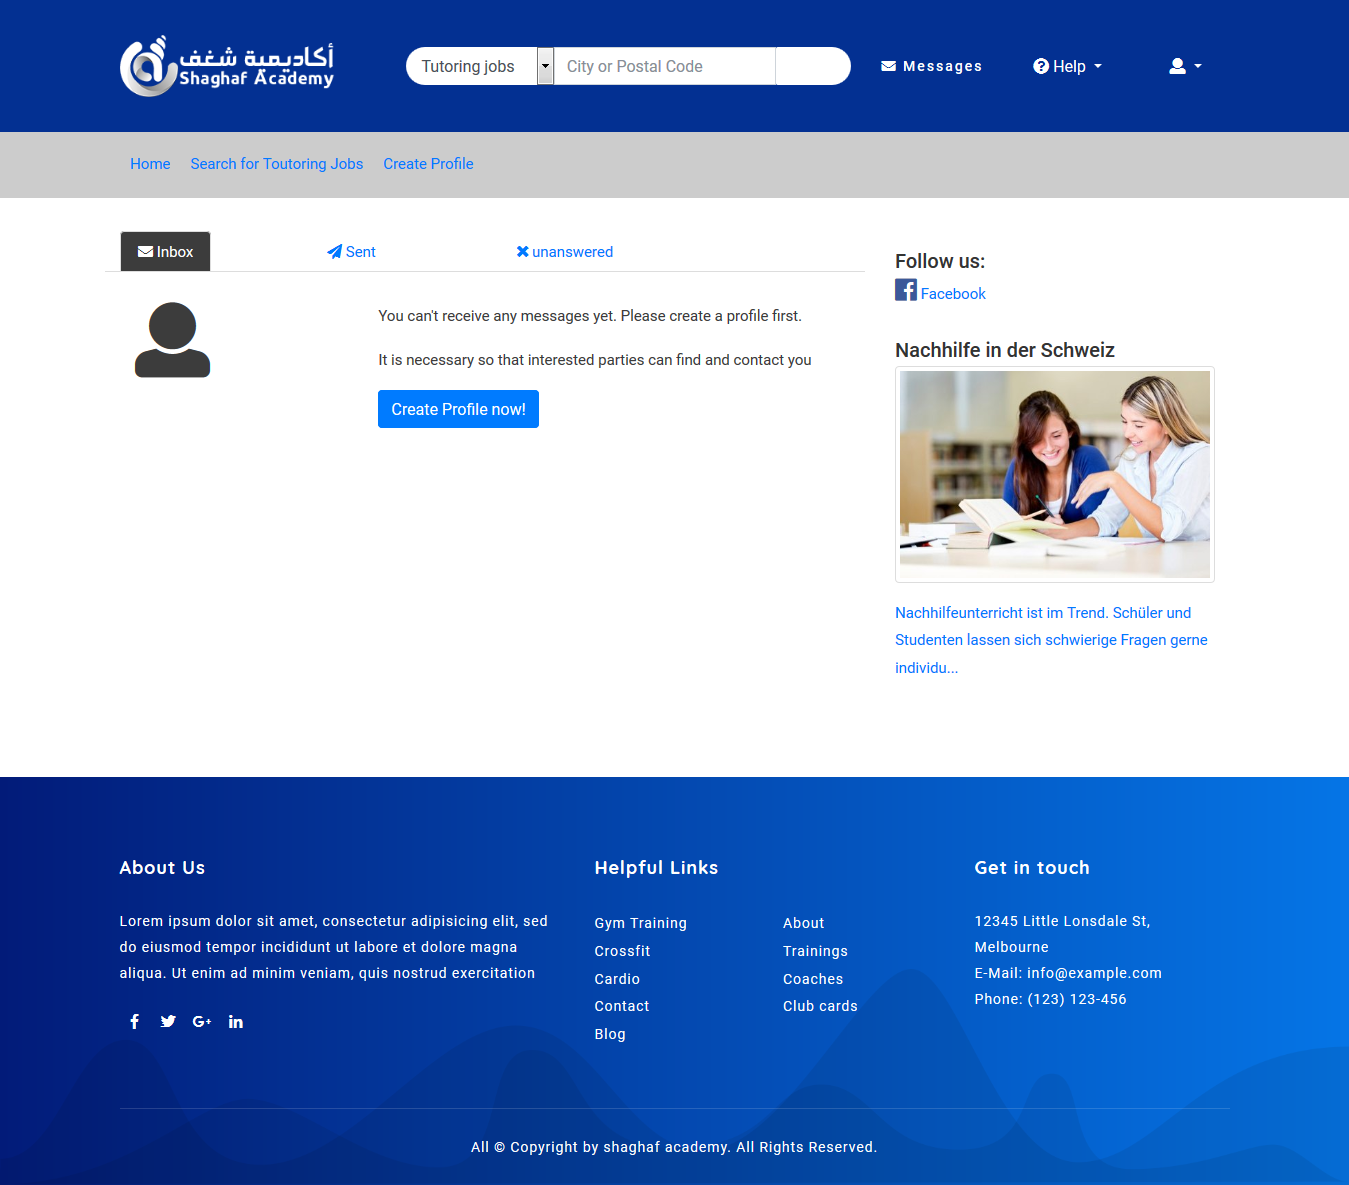 أكاديمية شغف
Shaghaf Academy
Tutoring jobs
City or Postal Code
Messages
Help
Home
Search for Toutoring Jobs
Create Profile
Inbox
Sent
unanswered
You can't receive any messages yet. Please create a profile first.
It is necessary so that interested parties can find and contact you
Create Profile now!
Follow us:
Facebook
Nachhilfe in der Schweiz
Nachhilfeunterricht ist im Trend. Schüler und
Studenten lassen sich schwierige Fragen gerne
individu...
About Us
Lorem ipsum dolor sit amet, consectetur adipisicing elit, sed
do eiusmod tempor incididunt ut labore et dolore magna
aliqua. Ut enim ad minim veniam, quis nostrud exercitation
Helpful Links
Gym Training
Crossfit
Cardio
Contact
Blog
About
Trainings
Coaches
Club cards
Get in touch
12345 Little Lonsdale St,
Melbourne
E-Mail: info@example.com
Phone: (123) 123-456
All © Copyright by shaghaf academy. All Rights Reserved.